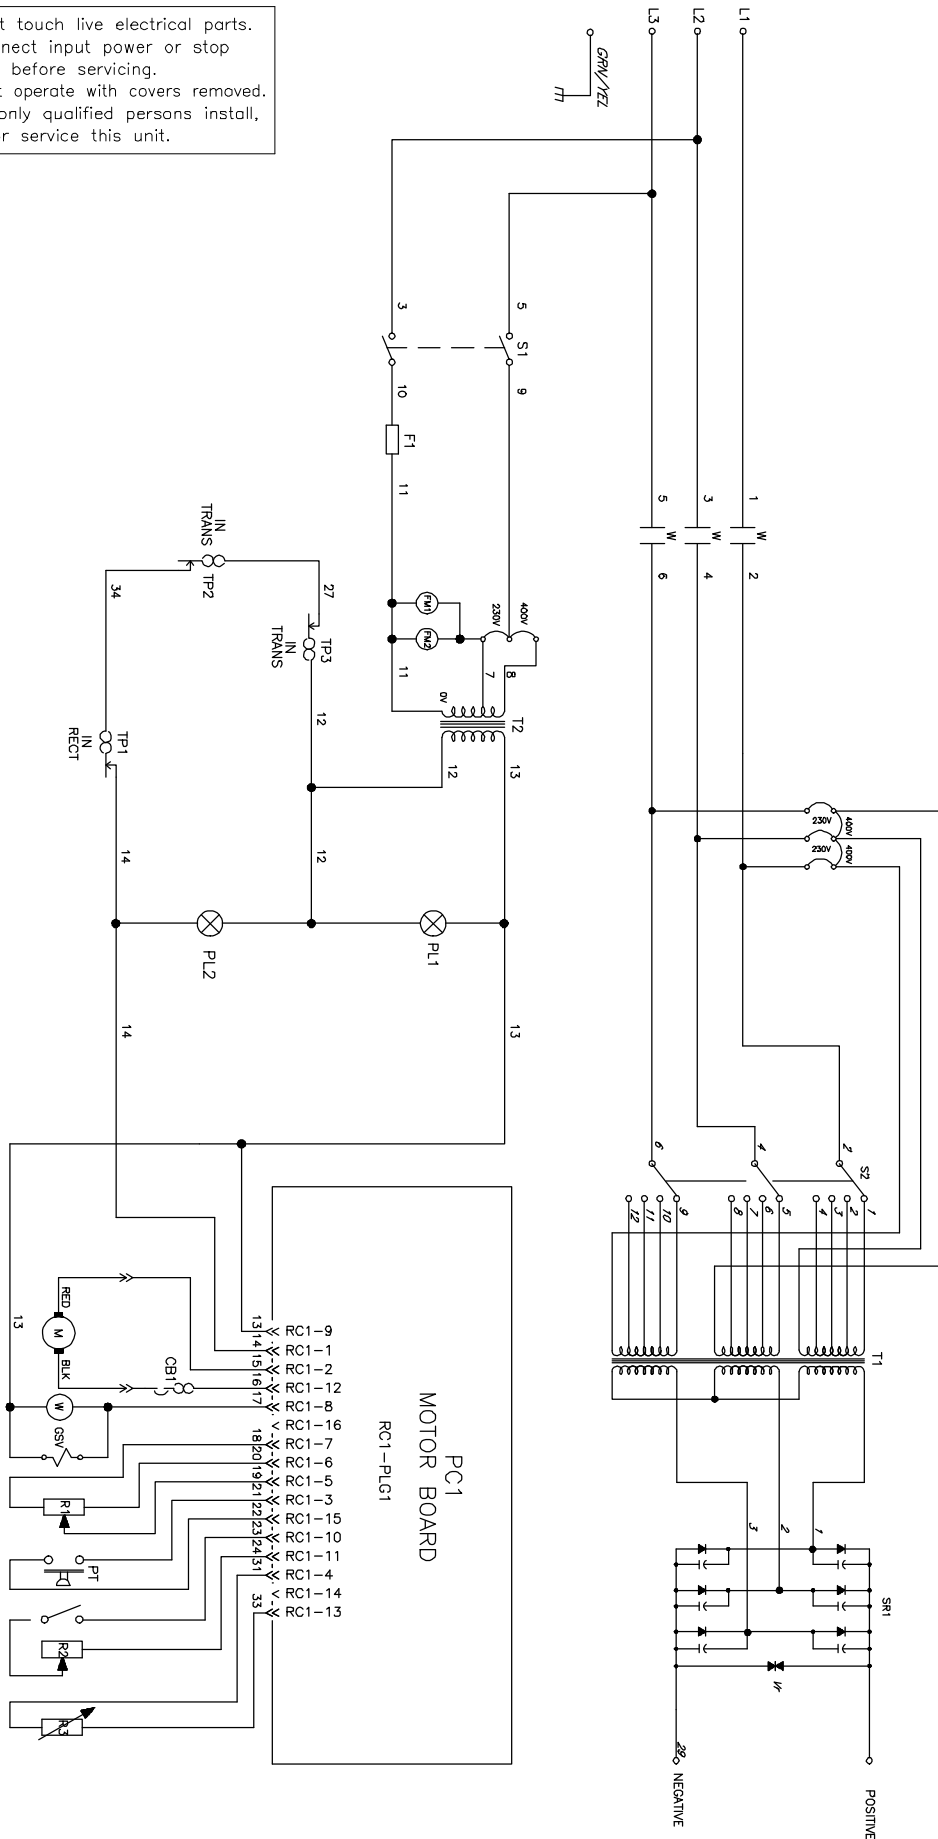 t touch live electrical parts.
nnect input power or stop
before servicing.
t operate with covers removed.
only qualified persons install,
r service this unit.
L3
L2
L1
GRN/YEL
3
5
S1
10
9
F1
11
5
3
1
W
W
W
6
4
2
IN
TRANS
TP2
34
27
TP3
IN
TRANS
FM1
FM2
230V
400V
11
7
8
0V
T2
12
12
13
TP1
IN
RECT
14
12
230V
400V
230V
400V
PL2
PL1
14
13
6
4
2
S2
12
11
10
9
8
7
6
5
4
3
2
1
T1
13
RED
M
BLK
CB1
W
GSV
13 RC1-9
14 RC1-1
15 RC1-2
16 RC1-12
17 RC1-8
RC1-16
18 RC1-7
20 RC1-6
19 RC1-5
21 RC1-3
22 RC1-15
23 RC1-10
24 RC1-11
31 RC1-4
RC1-14
33 RC1-13
PC1
MOTOR BOARD
RC1-PLG1
R1
PT
R2
R3
3
2
1
SR1
29
NEGATIVE
POSITIVE